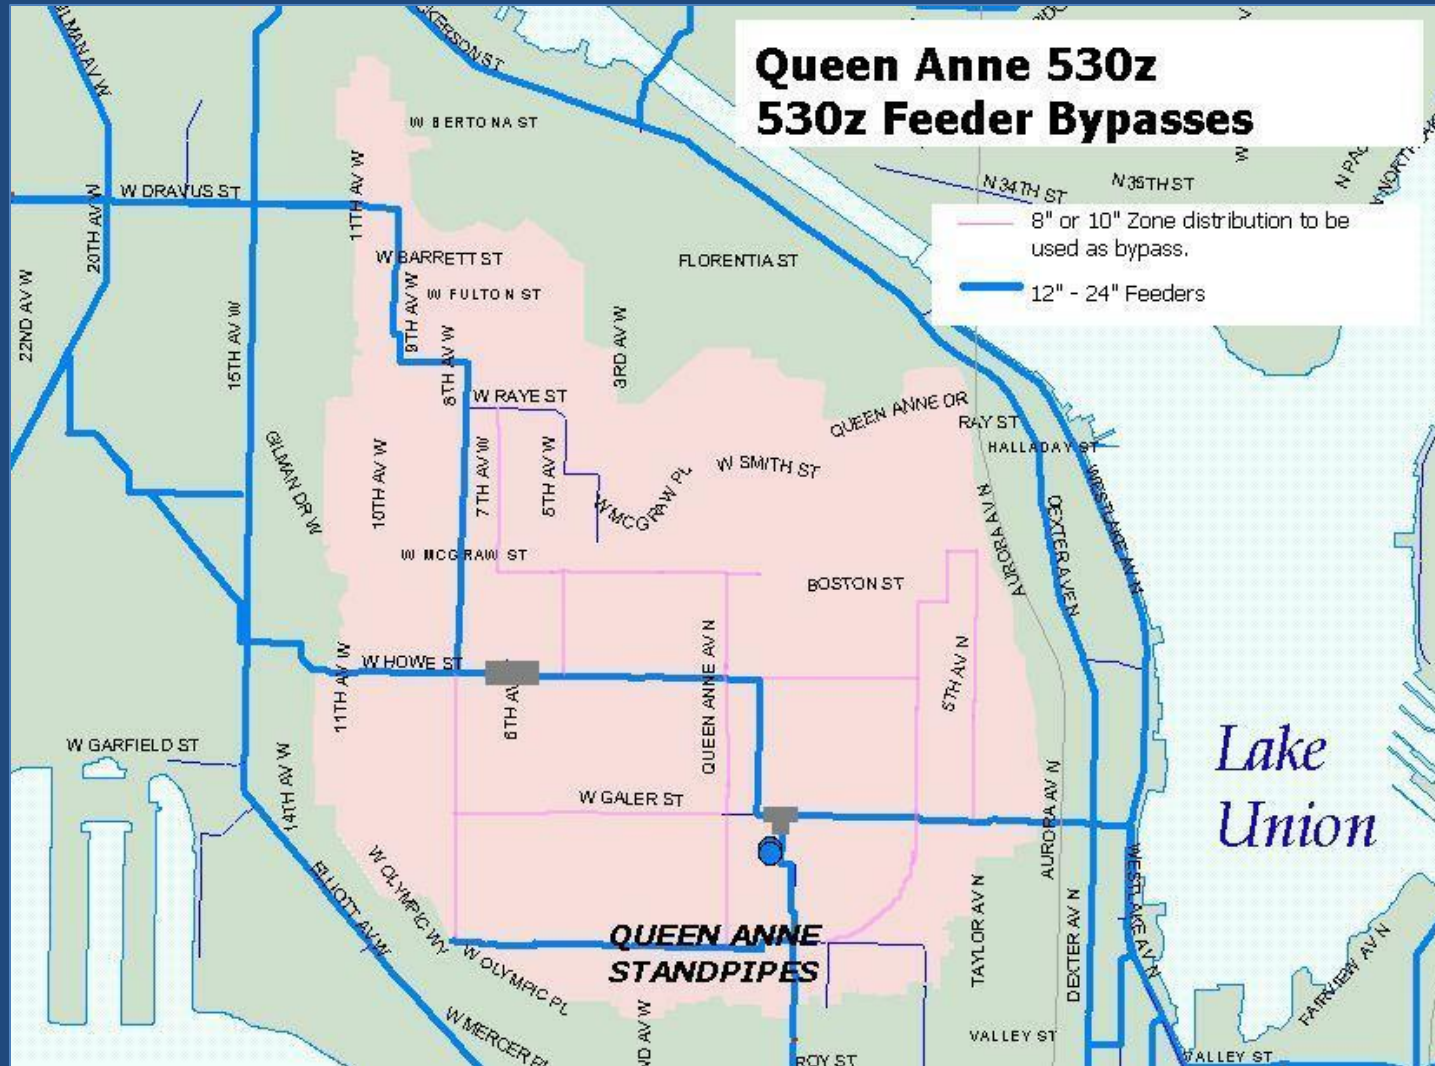 Queen Anne 530z
530z Feeder Bypasses
8" or 10" Zone distribution to be
used as bypass.
12" - 24" Feeders
GILMAN AV W
W BERTONA ST
N 34TH ST
N 35TH ST
W DRAVUS ST
11TH AV W
20TH AV W
W BARRETT ST
FLORENTIA ST
W FULTON ST
22ND AV W
15TH AV W
9TH AV W
8TH AV W
3RD AV W
W RAYE ST
QUEEN ANNE DR
RAY ST
HALLADAY ST
GILMAN DR W
10TH AV W
7TH AV W
5TH AV W
W MCGRAW PL
W SMITH ST
AURORA AV N
DEXTER AV N
WESTLAKE AV N
W MCGRAW ST
BOSTON ST
W HOWE ST
11TH AV W
QUEEN ANNE AV N
5TH AV N
W GARFIELD ST
14TH AV W
W GALER ST
AURORA AV N
Lake
Union
W OLYMPIC WY
ELLIOTT AV W
QUEEN ANNE
STANDPIPES
W OLYMPIC PL
TAYLOR AV N
DEXTER AV N
WESTLAKE AV N
FAIRVIEW AV N
W MERCER PL
VALLEY ST
VALLEY ST
ROY ST